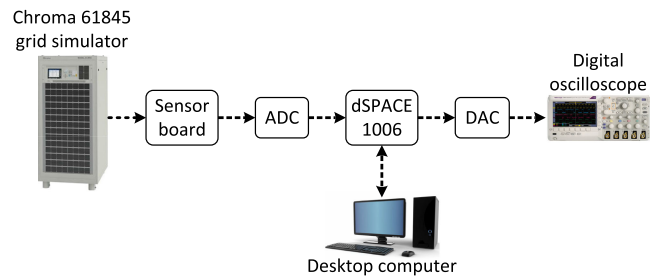 Chroma 61845
grid simulator
Sensor
board
ADC
dSPACE
1006
DAC
Digital
oscilloscope
Desktop computer